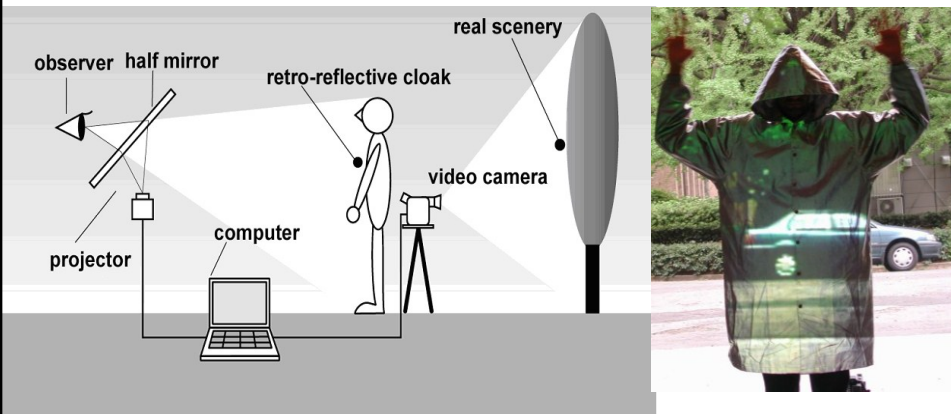 real scenery
observer half mirror
retro-reflective cloak
video camera
computer
projector